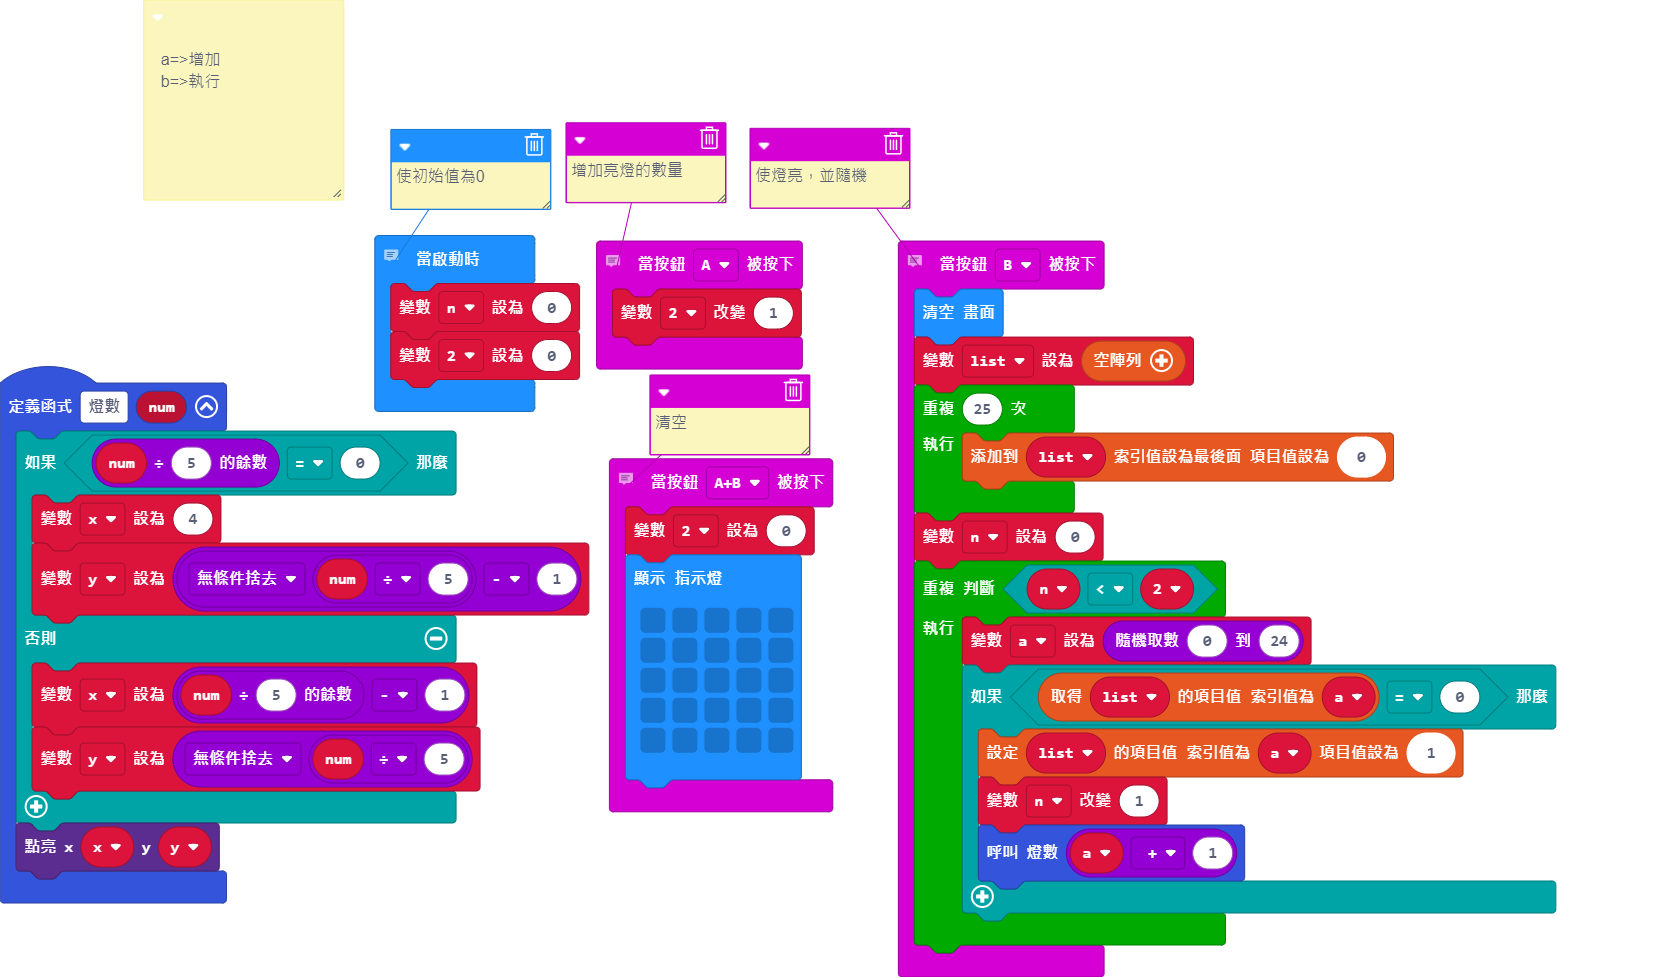 a=>增加
b=>執行
使初始值為0
增加亮燈的數量
使燈亮，並隨機
當啟動時
變數 n 設為 0
變數 2 設為 0
當按鈕 A 被按下
變數 2 改變 1
清空
當按鈕 A+B 被按下
變數 2 設為 0
顯示 指示燈
當按鈕 B 被按下
清空 畫面
變數 list 設為 空陣列
重複 25 次
執行 添加到 list 索引值設為最後面 項目值設為 0
變數 n 設為 0
重複 判斷 n < 2
執行 變數 a 設為 隨機取數 0 到 24
如果 取得 list 的項目值 索引值為 a = 0 那麼
設定 list 的項目值 索引值為 a 項目值設為 1
變數 n 改變 1
呼叫 燈數 a + 1
定義函式 燈數 num
如果 num ÷ 5 的餘數 = 0 那麼
變數 x 設為 4
變數 y 設為 無條件捨去 num ÷ 5 - 1
否則
變數 x 設為 num ÷ 5 的餘數 - 1
變數 y 設為 無條件捨去 num ÷ 5
點亮 x x y y